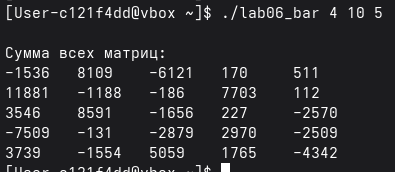 [User-c121f4dd@vbox ~]$ ./lab06_bar 4 10 5
Сумма всех матриц:
-1536 8109 -6121 170 511
11881 -1188 -186 7703 112
3546 8591 -1656 227 -2570
-7509 -131 -2879 2970 -2509
3739 -1554 5059 1765 -4342
[User-c121f4dd@vbox ~]$